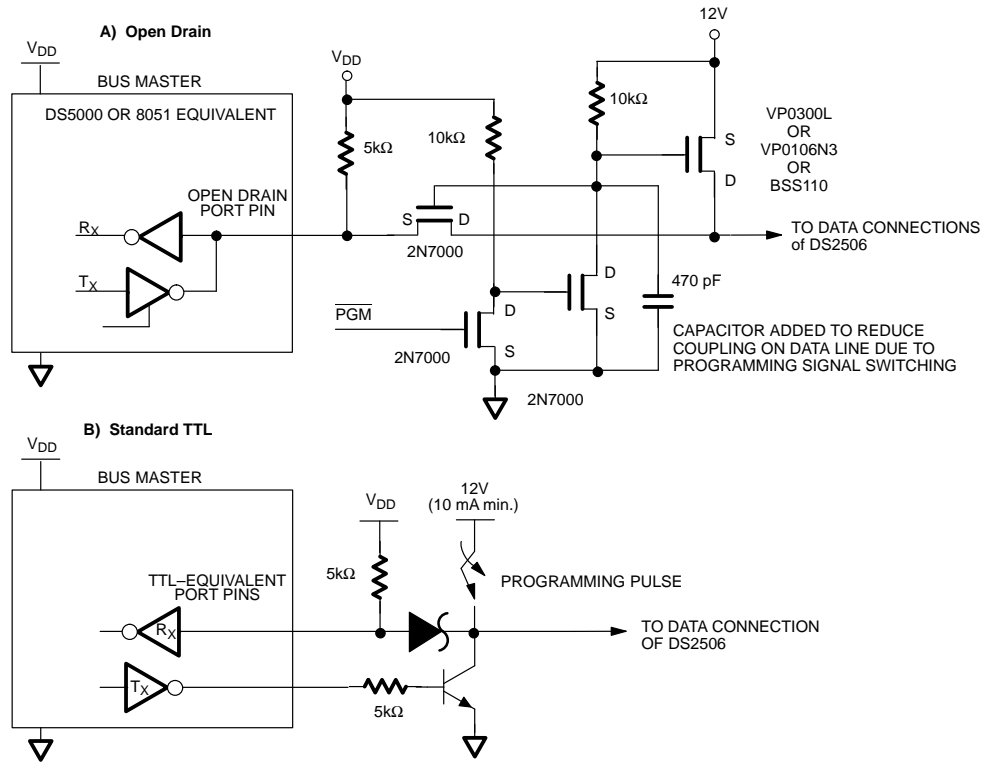 A) Open Drain
VDD
BUS MASTER
DS5000 OR 8051 EQUIVALENT
OPEN DRAIN
PORT PIN
RX
TX
VDD
5kΩ
10kΩ
S
D
2N7000
12V
10kΩ
S
D
VP0300L
OR
VP0106N3
OR
BSS110
TO DATA CONNECTIONS
of DS2506
PGM
D
S
2N7000
D
S
2N7000
470 pF
CAPACITOR ADDED TO REDUCE
COUPLING ON DATA LINE DUE TO
PROGRAMMING SIGNAL SWITCHING
B) Standard TTL
VDD
BUS MASTER
TTL–EQUIVALENT
PORT PINS
RX
TX
VDD
5kΩ
12V
(10 mA min.)
PROGRAMMING PULSE
TO DATA CONNECTION
OF DS2506
5kΩ